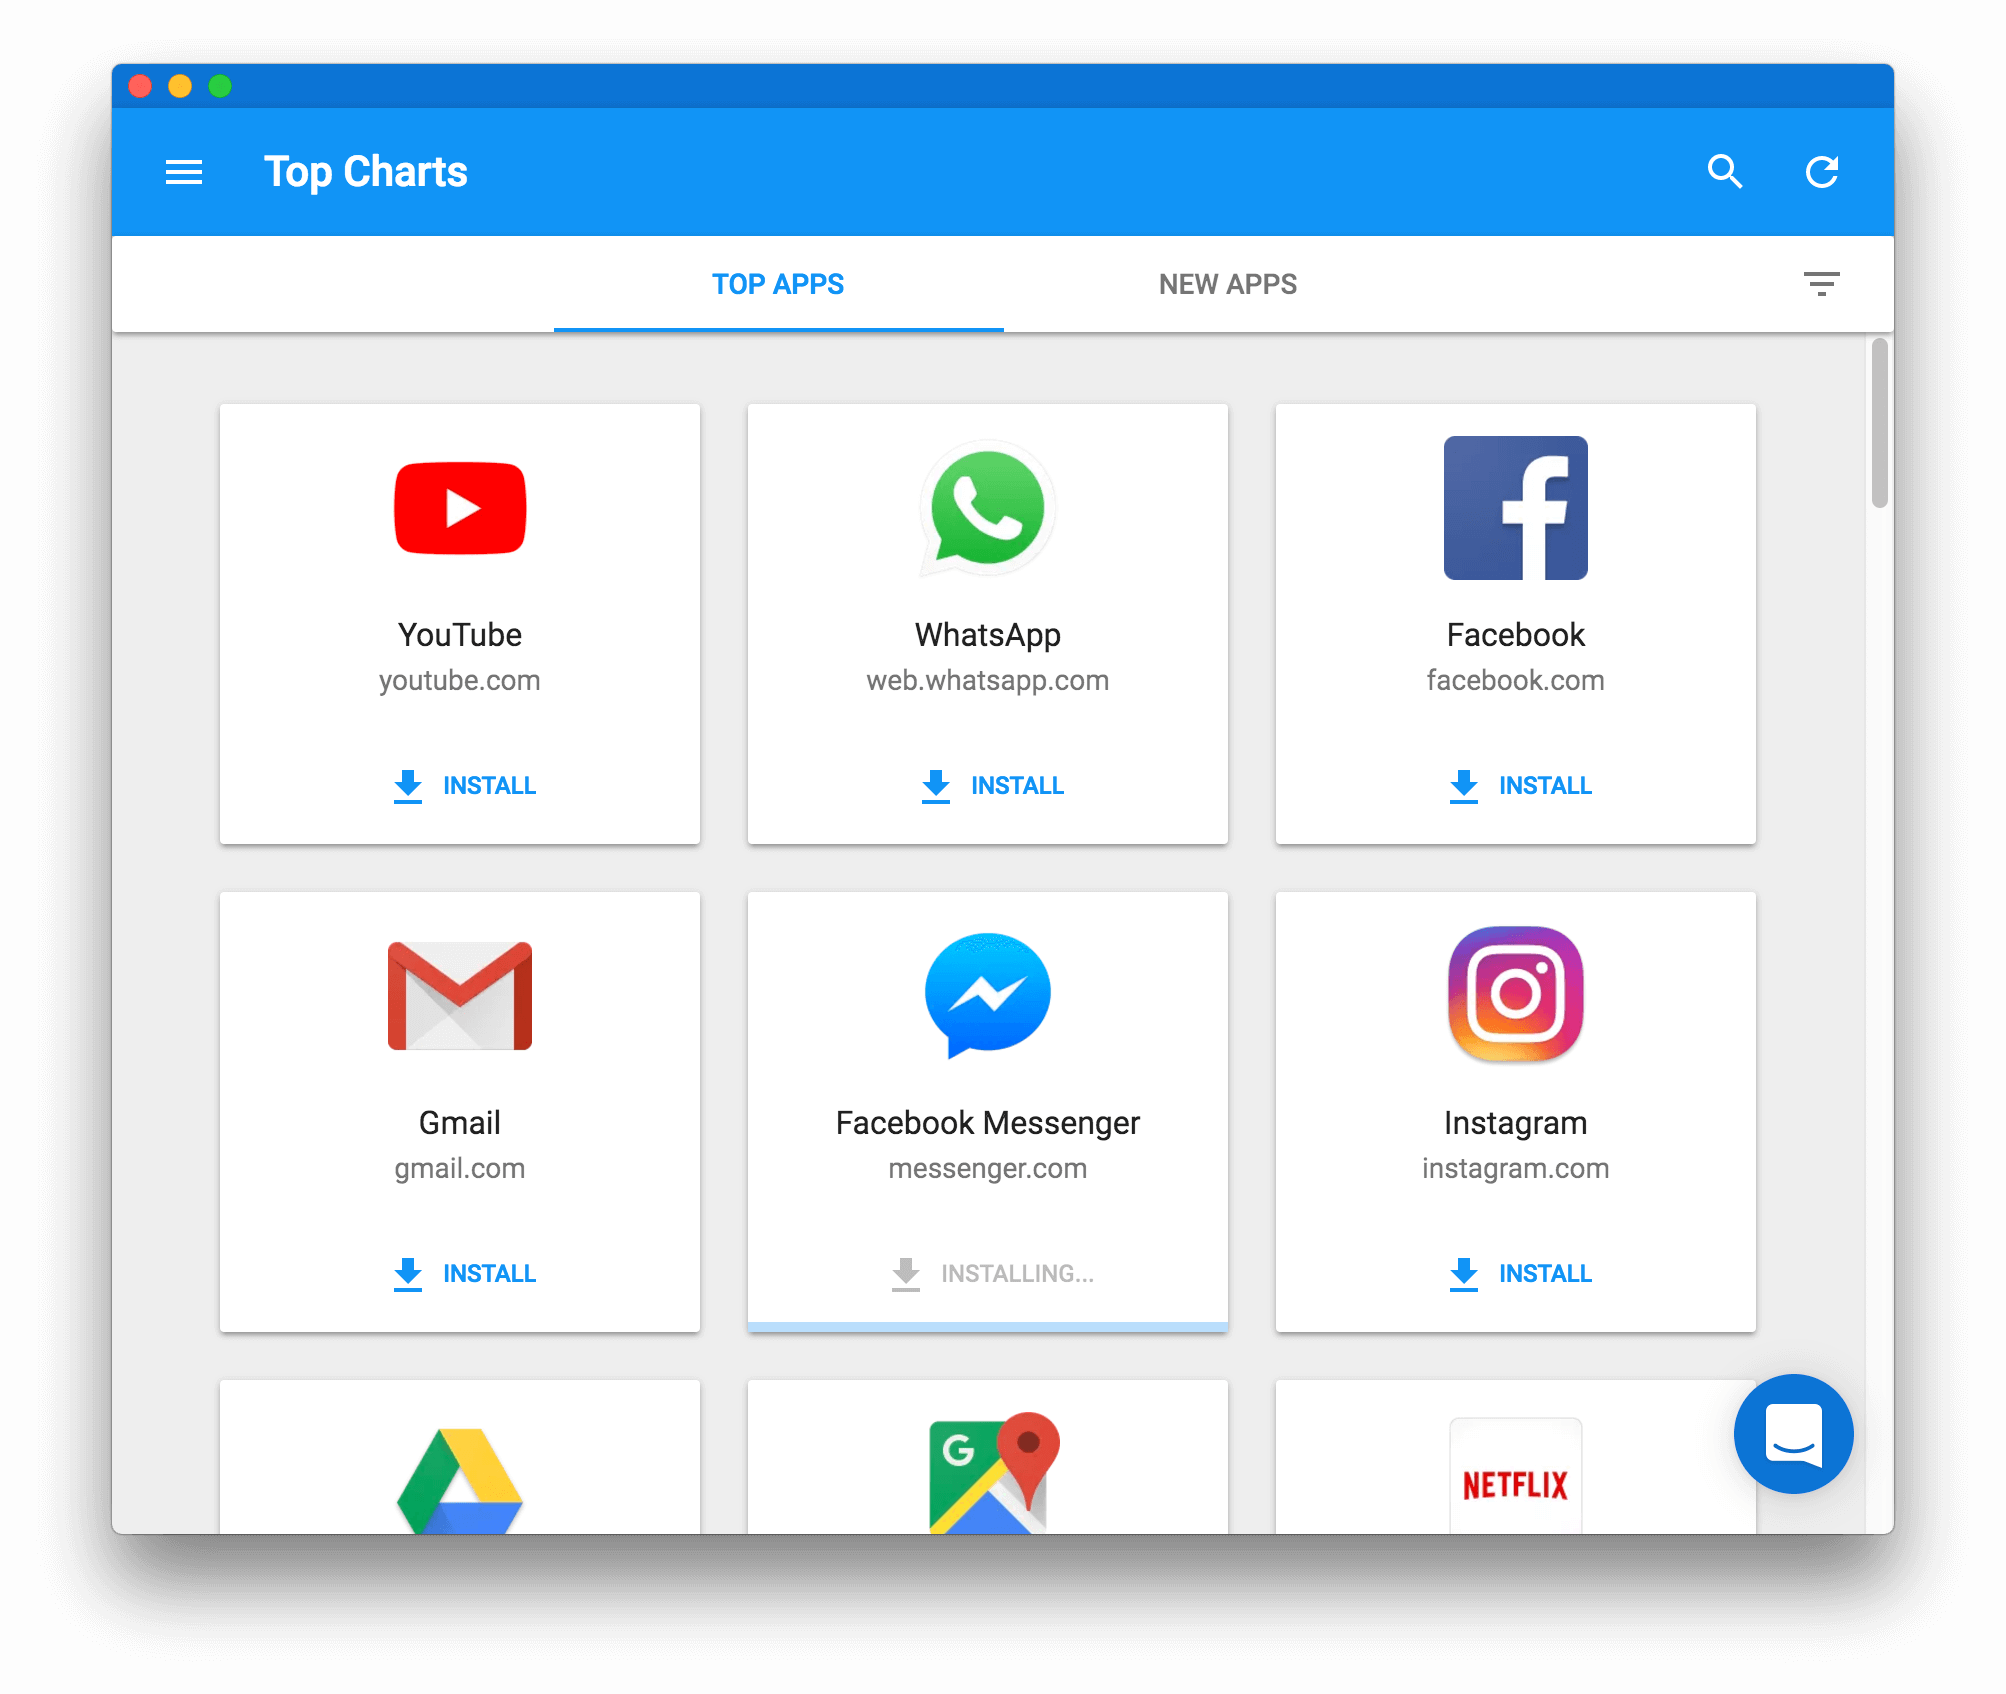 Top Charts
TOP APPS
NEW APPS
YouTube
youtube.com
INSTALL
WhatsApp
web.whatsapp.com
INSTALL
Facebook
facebook.com
INSTALL
Gmail
gmail.com
INSTALL
Facebook Messenger
messenger.com
INSTALLING...
Instagram
instagram.com
INSTALL
G
NETFLIX